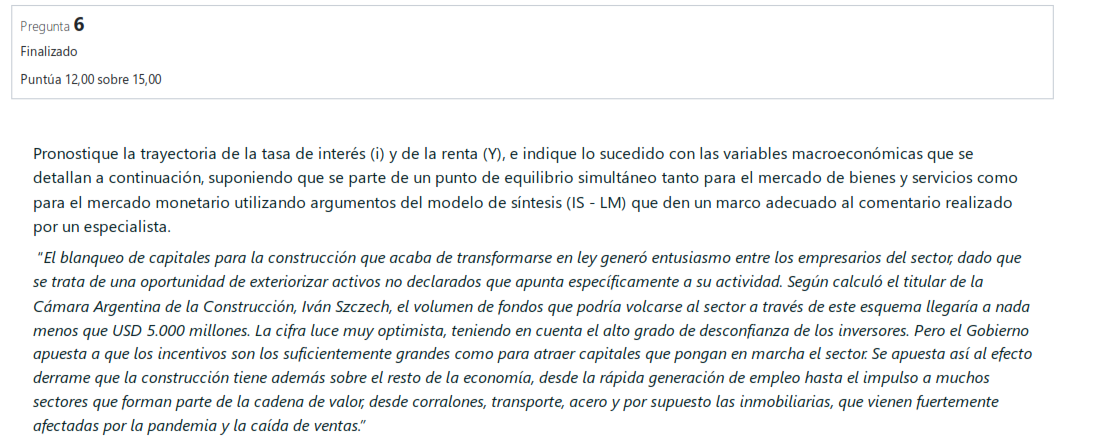 Pregunta 6
Finalizado
Puntúa 12,00 sobre 15,00
Pronostique la trayectoria de la tasa de interés (i) y de la renta (Y), e indique lo sucedido con las variables macroeconómicas que se
detallan a continuación, suponiendo que se parte de un punto de equilibrio simultáneo tanto para el mercado de bienes y servicios como
para el mercado monetario utilizando argumentos del modelo de síntesis (IS - LM) que den un marco adecuado al comentario realizado
por un especialista.
"El blanqueo de capitales para la construcción que acaba de transformarse en ley generó entusiasmo entre los empresarios del sector, dado que
se trata de una oportunidad de exteriorizar activos no declarados que apunta específicamente a su actividad. Según calculó el titular de la
Cámara Argentina de la Construcción, Iván Szczech, el volumen de fondos que podría volcarse al sector a través de este esquema llegaría a nada
menos que USD 5.000 millones. La cifra luce muy optimista, teniendo en cuenta el alto grado de desconfianza de los inversores. Pero el Gobierno
apuesta a que los incentivos son los suficientemente grandes como para atraer capitales que pongan en marcha el sector. Se apuesta así al efecto
derrame que la construcción tiene además sobre el resto de la economía, desde la rápida generación de empleo hasta el impulso a muchos
sectores que forman parte de la cadena de valor, desde corralones, transporte, acero y por supuesto las inmobiliarias, que vienen fuertemente
afectadas por la pandemia y la caída de ventas."